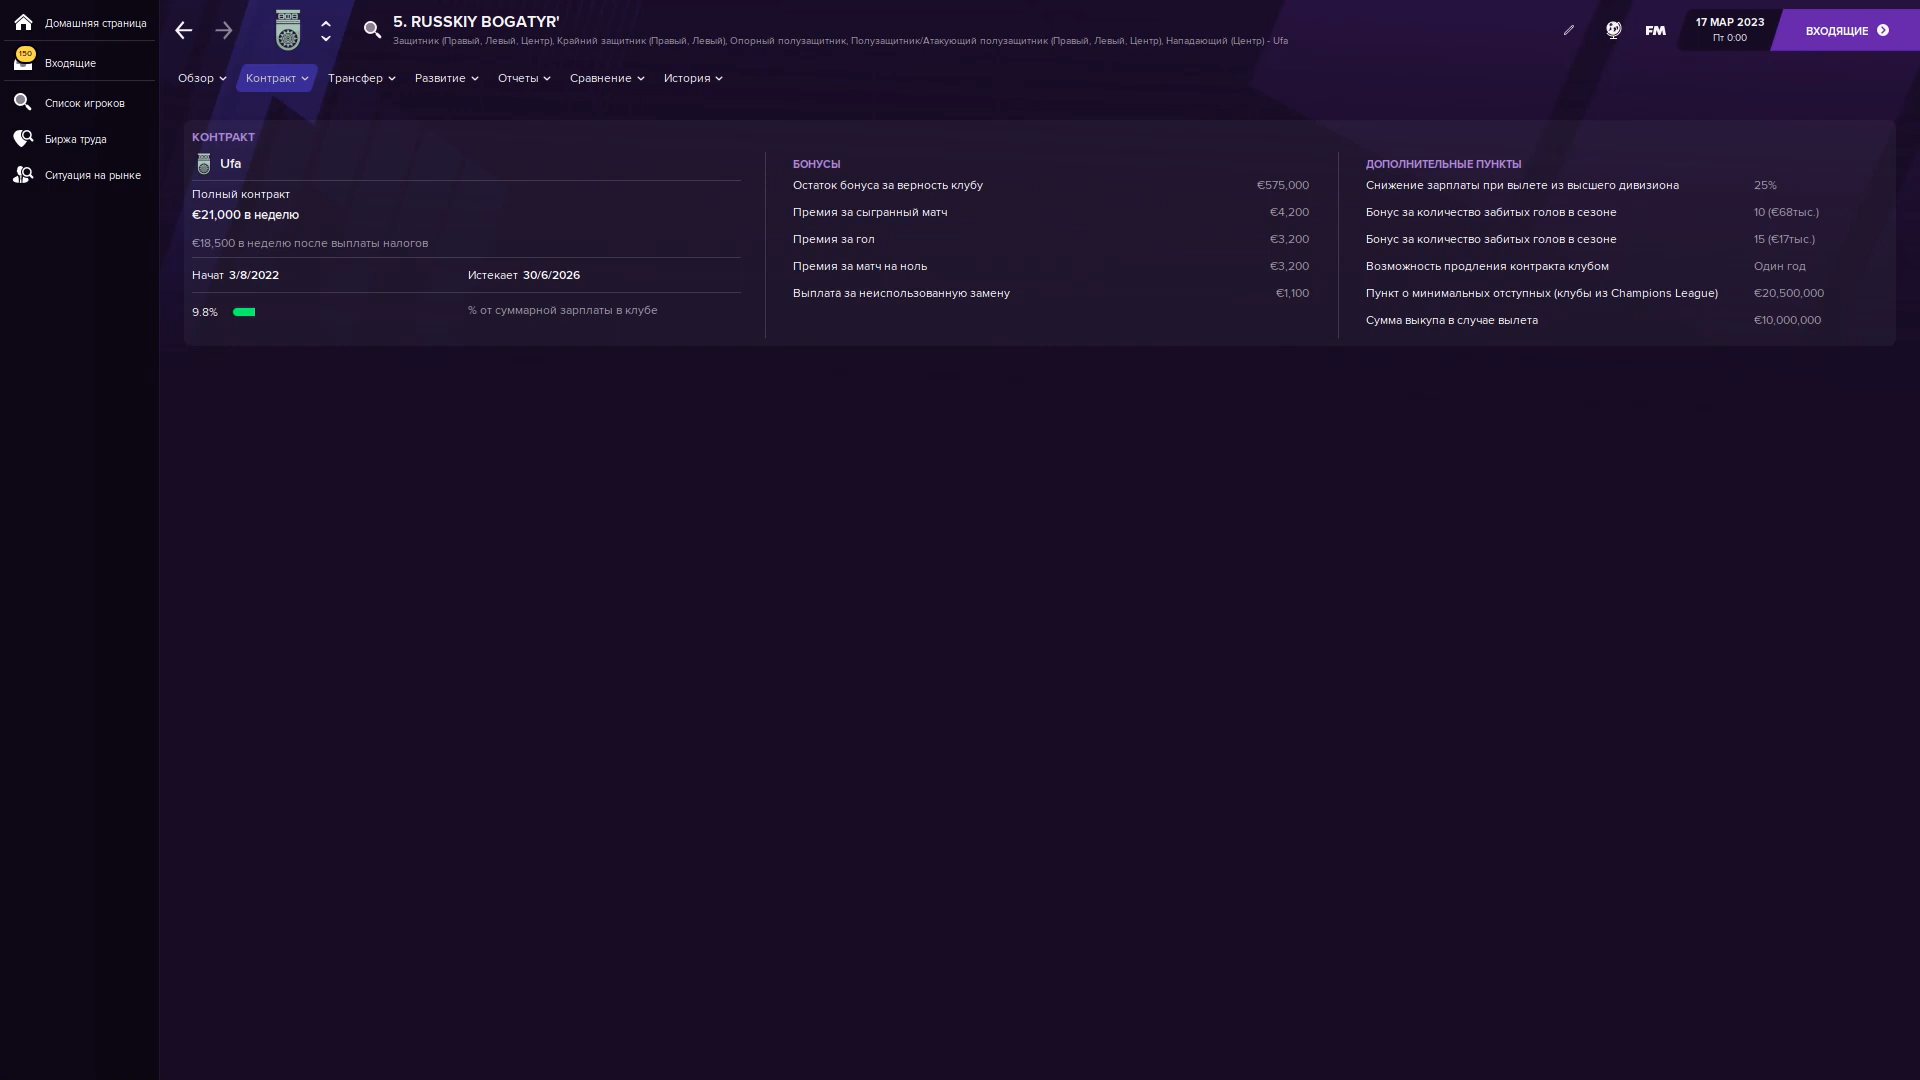 Домашняя страница
150
Входящие
Список игроков
Биржа труда
Ситуация на рынке
5. RUSSKIY BOGATYR'
Защитник (Правый, Левый, Центр), Крайний защитник (Правый, Левый), Опорный полузащитник, Полузащитник/Атакующий полузащитник (Правый, Левый, Центр), Нападающий (Центр) - Ufa
FM
17 МАР 2023
Пт 0:00
ВХОДЯЩИЕ
Обзор
Контракт
Трансфер
Развитие
Отчеты
Сравнение
История
КОНТРАКТ
Ufa
Полный контракт
€21,000 в неделю
€18,500 в неделю после выплаты налогов
Начат 3/8/2022
Истекает 30/6/2026
9.8%
% от суммарной зарплаты в клубе
БОНУСЫ
Остаток бонуса за верность клубу €575,000
Премия за сыгранный матч €4,200
Премия за гол €3,200
Премия за матч на ноль €3,200
Выплата за неиспользованную замену €1,100
ДОПОЛНИТЕЛЬНЫЕ ПУНКТЫ
Снижение зарплаты при вылете из высшего дивизиона 25%
Бонус за количество забитых голов в сезоне 10 (€68тыс.)
Бонус за количество забитых голов в сезоне 15 (€17тыс.)
Возможность продления контракта клубом Один год
Пункт о минимальных отступных (клубы из Champions League) €20,500,000
Сумма выкупа в случае вылета €10,000,000